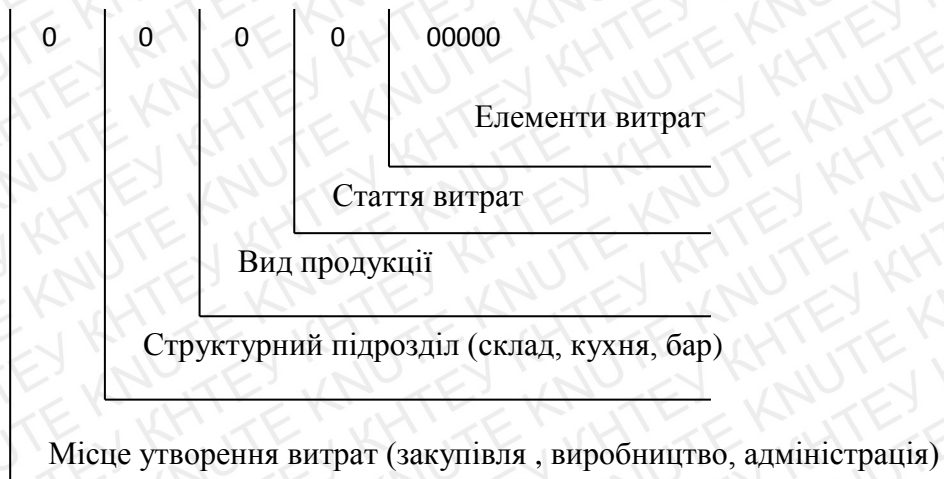 0 0 0 0 00000
Елементи витрат
Стаття витрат
Вид продукції
Структурний підрозділ (склад, кухня, бар)
Місце утворення витрат (закупівля , виробництво, адміністрація)